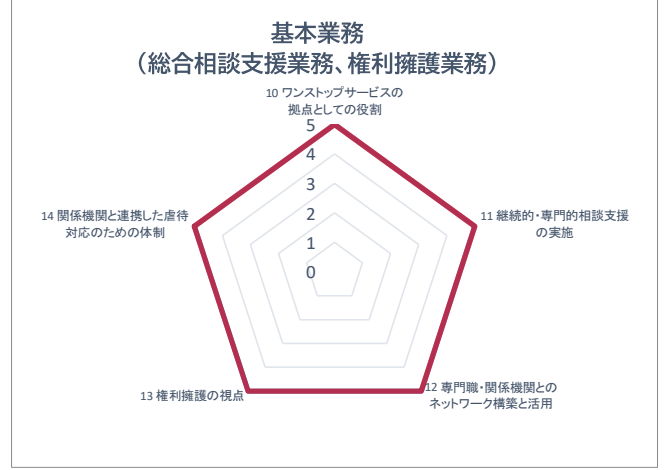 基本業務
（総合相談支援業務、権利擁護業務）
10 ワンストップサービスの
拠点としての役割
5
4
3
2
1
0
11 継続的・専門的相談支援
の実施
12 専門職・関係機関との
ネットワーク構築と活用
13 権利擁護の視点
14 関係機関と連携した虐待
対応のための体制